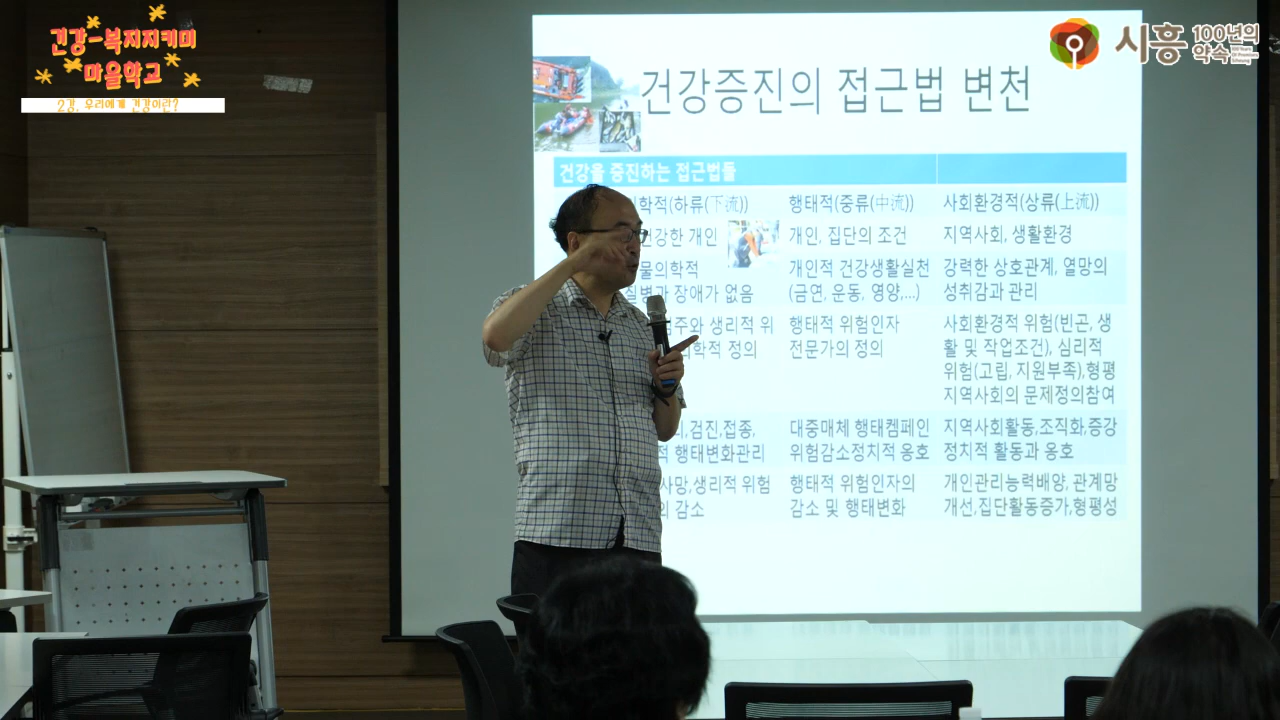 건강-복지지키미
마을학교
2강. 우리에게 건강이란?
시흥 100년의
약속
건강증진의 접근법 변천
건강을 증진하는 접근법들
학적(하류(下流)) 행태적(중류(中流)) 사회환경적(상류(上流))
건강한 개인 개인, 집단의 조건 지역사회, 생활환경
물의학적 개인적 건강생활실천 강력한 상호관계, 열망의
질병과 장애가 없음 (금연, 운동, 영양,...) 성취감과 관리
범주와 생리적 위 행태적 위험인자 사회환경적 위험(빈곤, 생
학적 정의 전문가의 정의 활 및 작업조건), 심리적
위험(고립, 지원부족),형평
지역사회의 문제정의참여
,검진,접종, 대중매체 행태켐페인 지역사회활동,조직화,증강
적 행태변화관리 위험감소정치적 옹호 정치적 활동과 옹호
사망,생리적 위험 행태적 위험인자의 개인관리능력배양, 관계망
의 감소 감소 및 행태변화 개선,집단활동증가,형평성